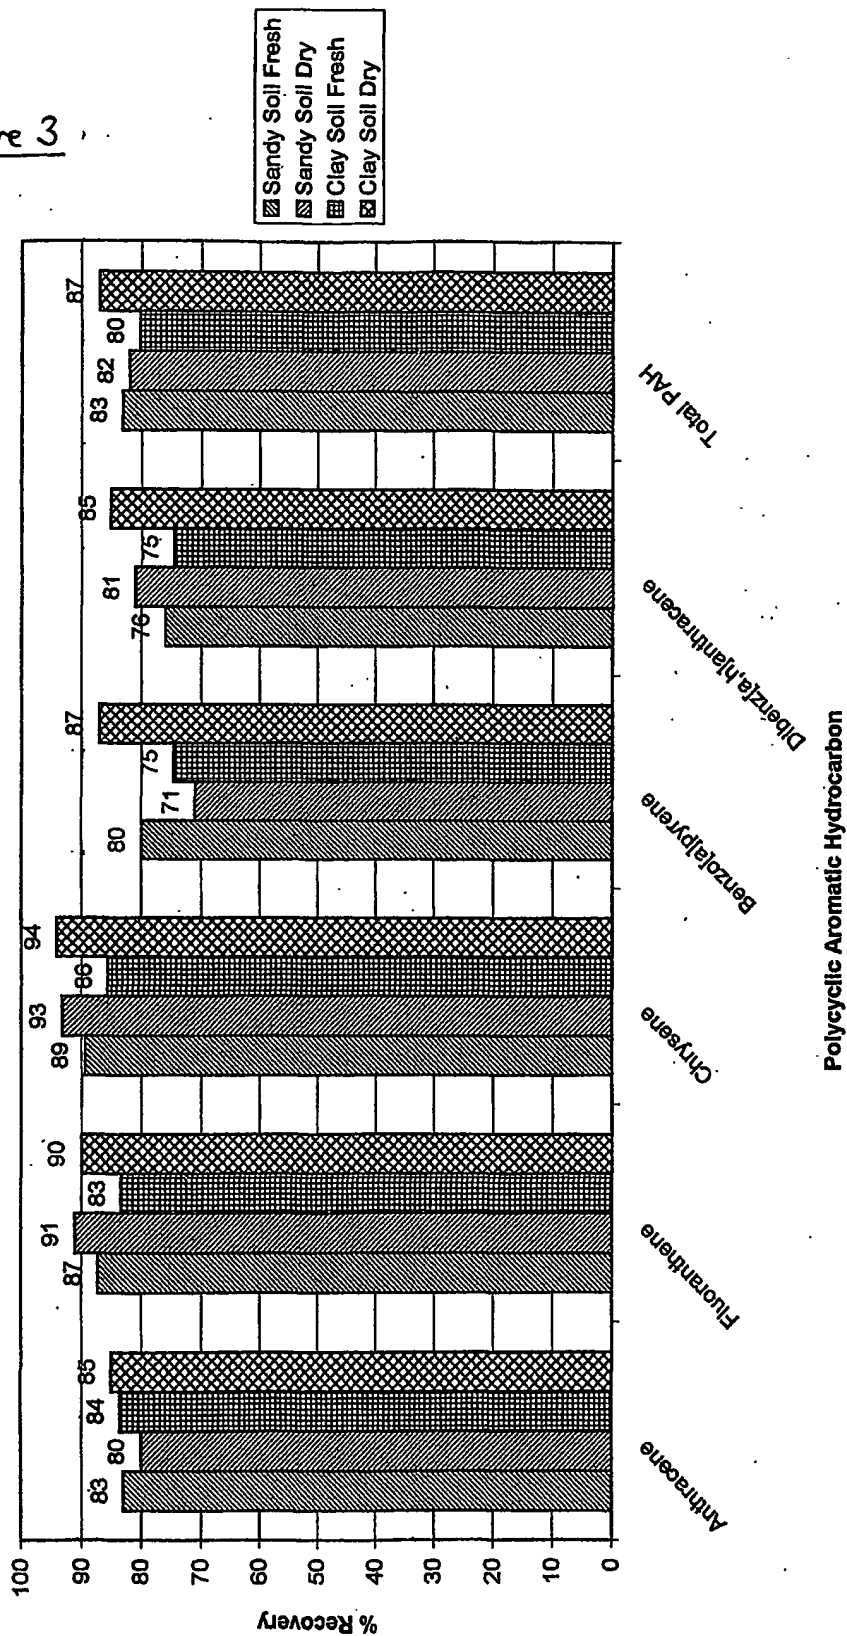 re 3
Sandy Soil Fresh
Sandy Soil Dry
Clay Soil Fresh
Clay Soil Dry
% Recovery
100
90
80
70
60
50
40
30
20
10
0
83 80 84 85
87 91 83 90
89 93 86 94
80 71 75 87
76 81 75 85
83 82 80 87
Anthracene
Fluoranthene
Chrysene
Benzo[a]pyrene
Dibenz[a,h]anthracene
Total PAH
Polycyclic Aromatic Hydrocarbon